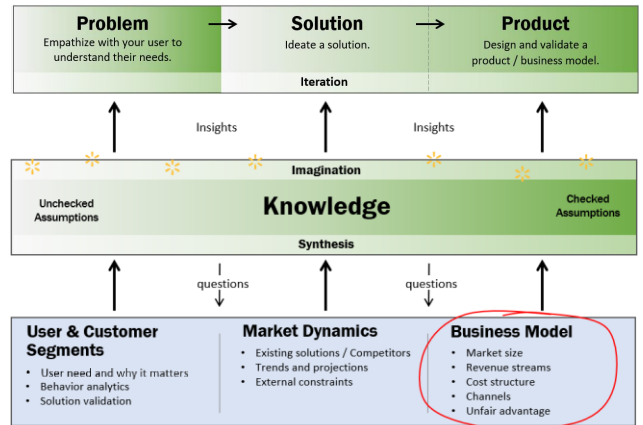 Problem
Empathize with your user to
understand their needs.
Solution
Ideate a solution.
Product
Design and validate a
product / business model.
Iteration
Insights
Insights
Imagination
Unchecked
Assumptions
Knowledge
Checked
Assumptions
Synthesis
questions
questions
User & Customer
Segments
• User need and why it matters
• Behavior analytics
• Solution validation
Market Dynamics
• Existing solutions / Competitors
• Trends and projections
• External constraints
Business Model
• Market size
• Revenue streams
• Cost structure
• Channels
• Unfair advantage